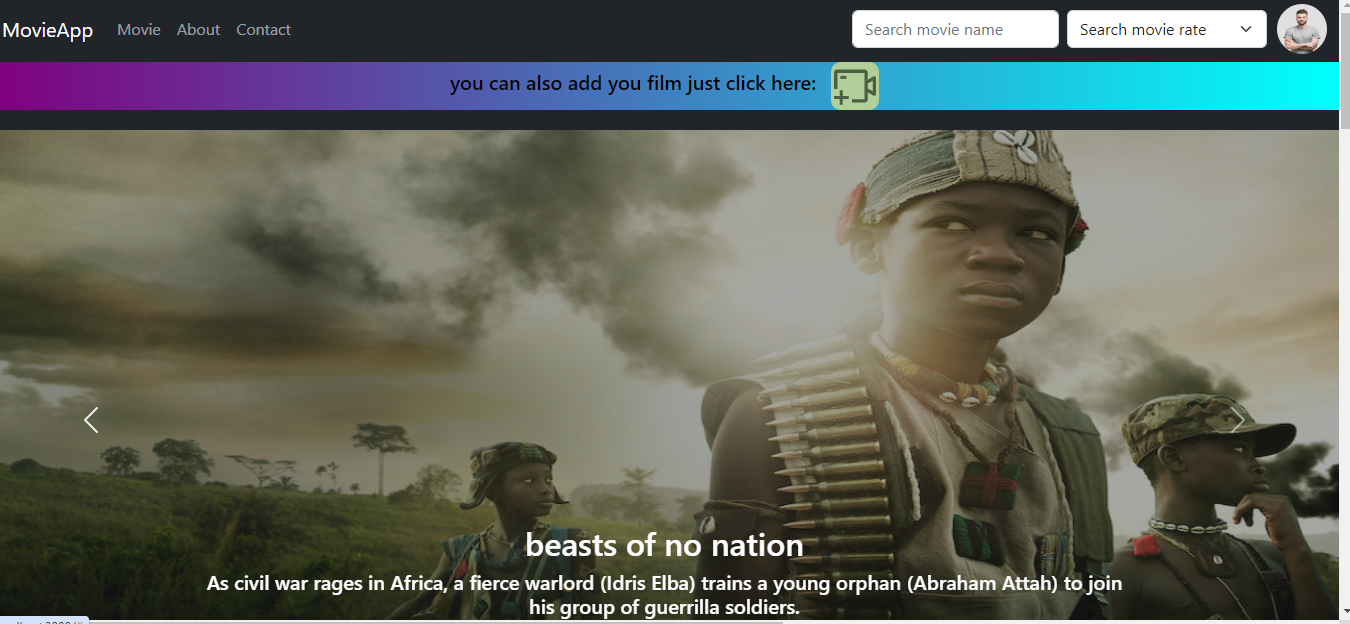 MovieApp Movie About Contact Search movie name Search movie rate
you can also add you film just click here:
beasts of no nation
As civil war rages in Africa, a fierce warlord (Idris Elba) trains a young orphan (Abraham Attah) to join
his group of guerrilla soldiers.